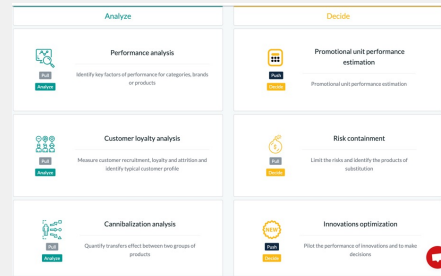 Analyze
Performance analysis
Pull
Analyze
Identify key factors of performance for categories, brands
or products
Customer loyalty analysis
Pull
Analyze
Measure customer recruitment, loyalty and attrition and
identify typical customer profile
Cannibalization analysis
Pull
Analyze
Quantify transfers effect between two groups of
products
Decide
Promotional unit performance
estimation
Push
Decide
Promotional unit performance estimation
Risk containment
Pull
Decide
Limit the risks and identify the products of
substitution
NEW
Innovations optimization
Push
Decide
Pilot the performance of innovations and to make
decisions